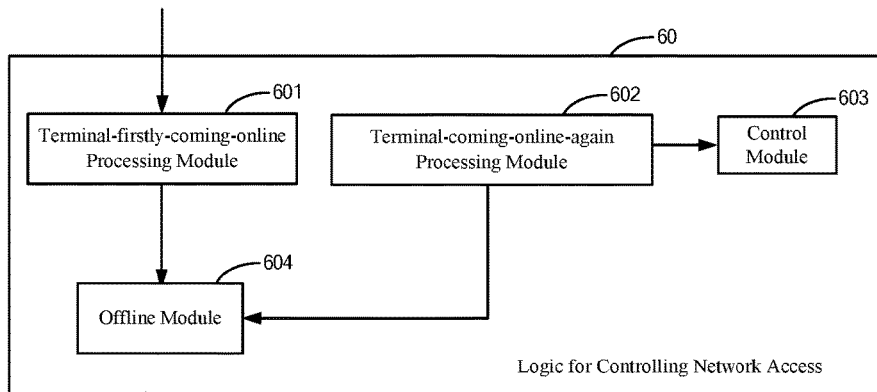 60
601
Terminal-firstly-coming-online
Processing Module
602
Terminal-coming-online-again
Processing Module
603
Control
Module
604
Offline Module
Logic for Controlling Network Access